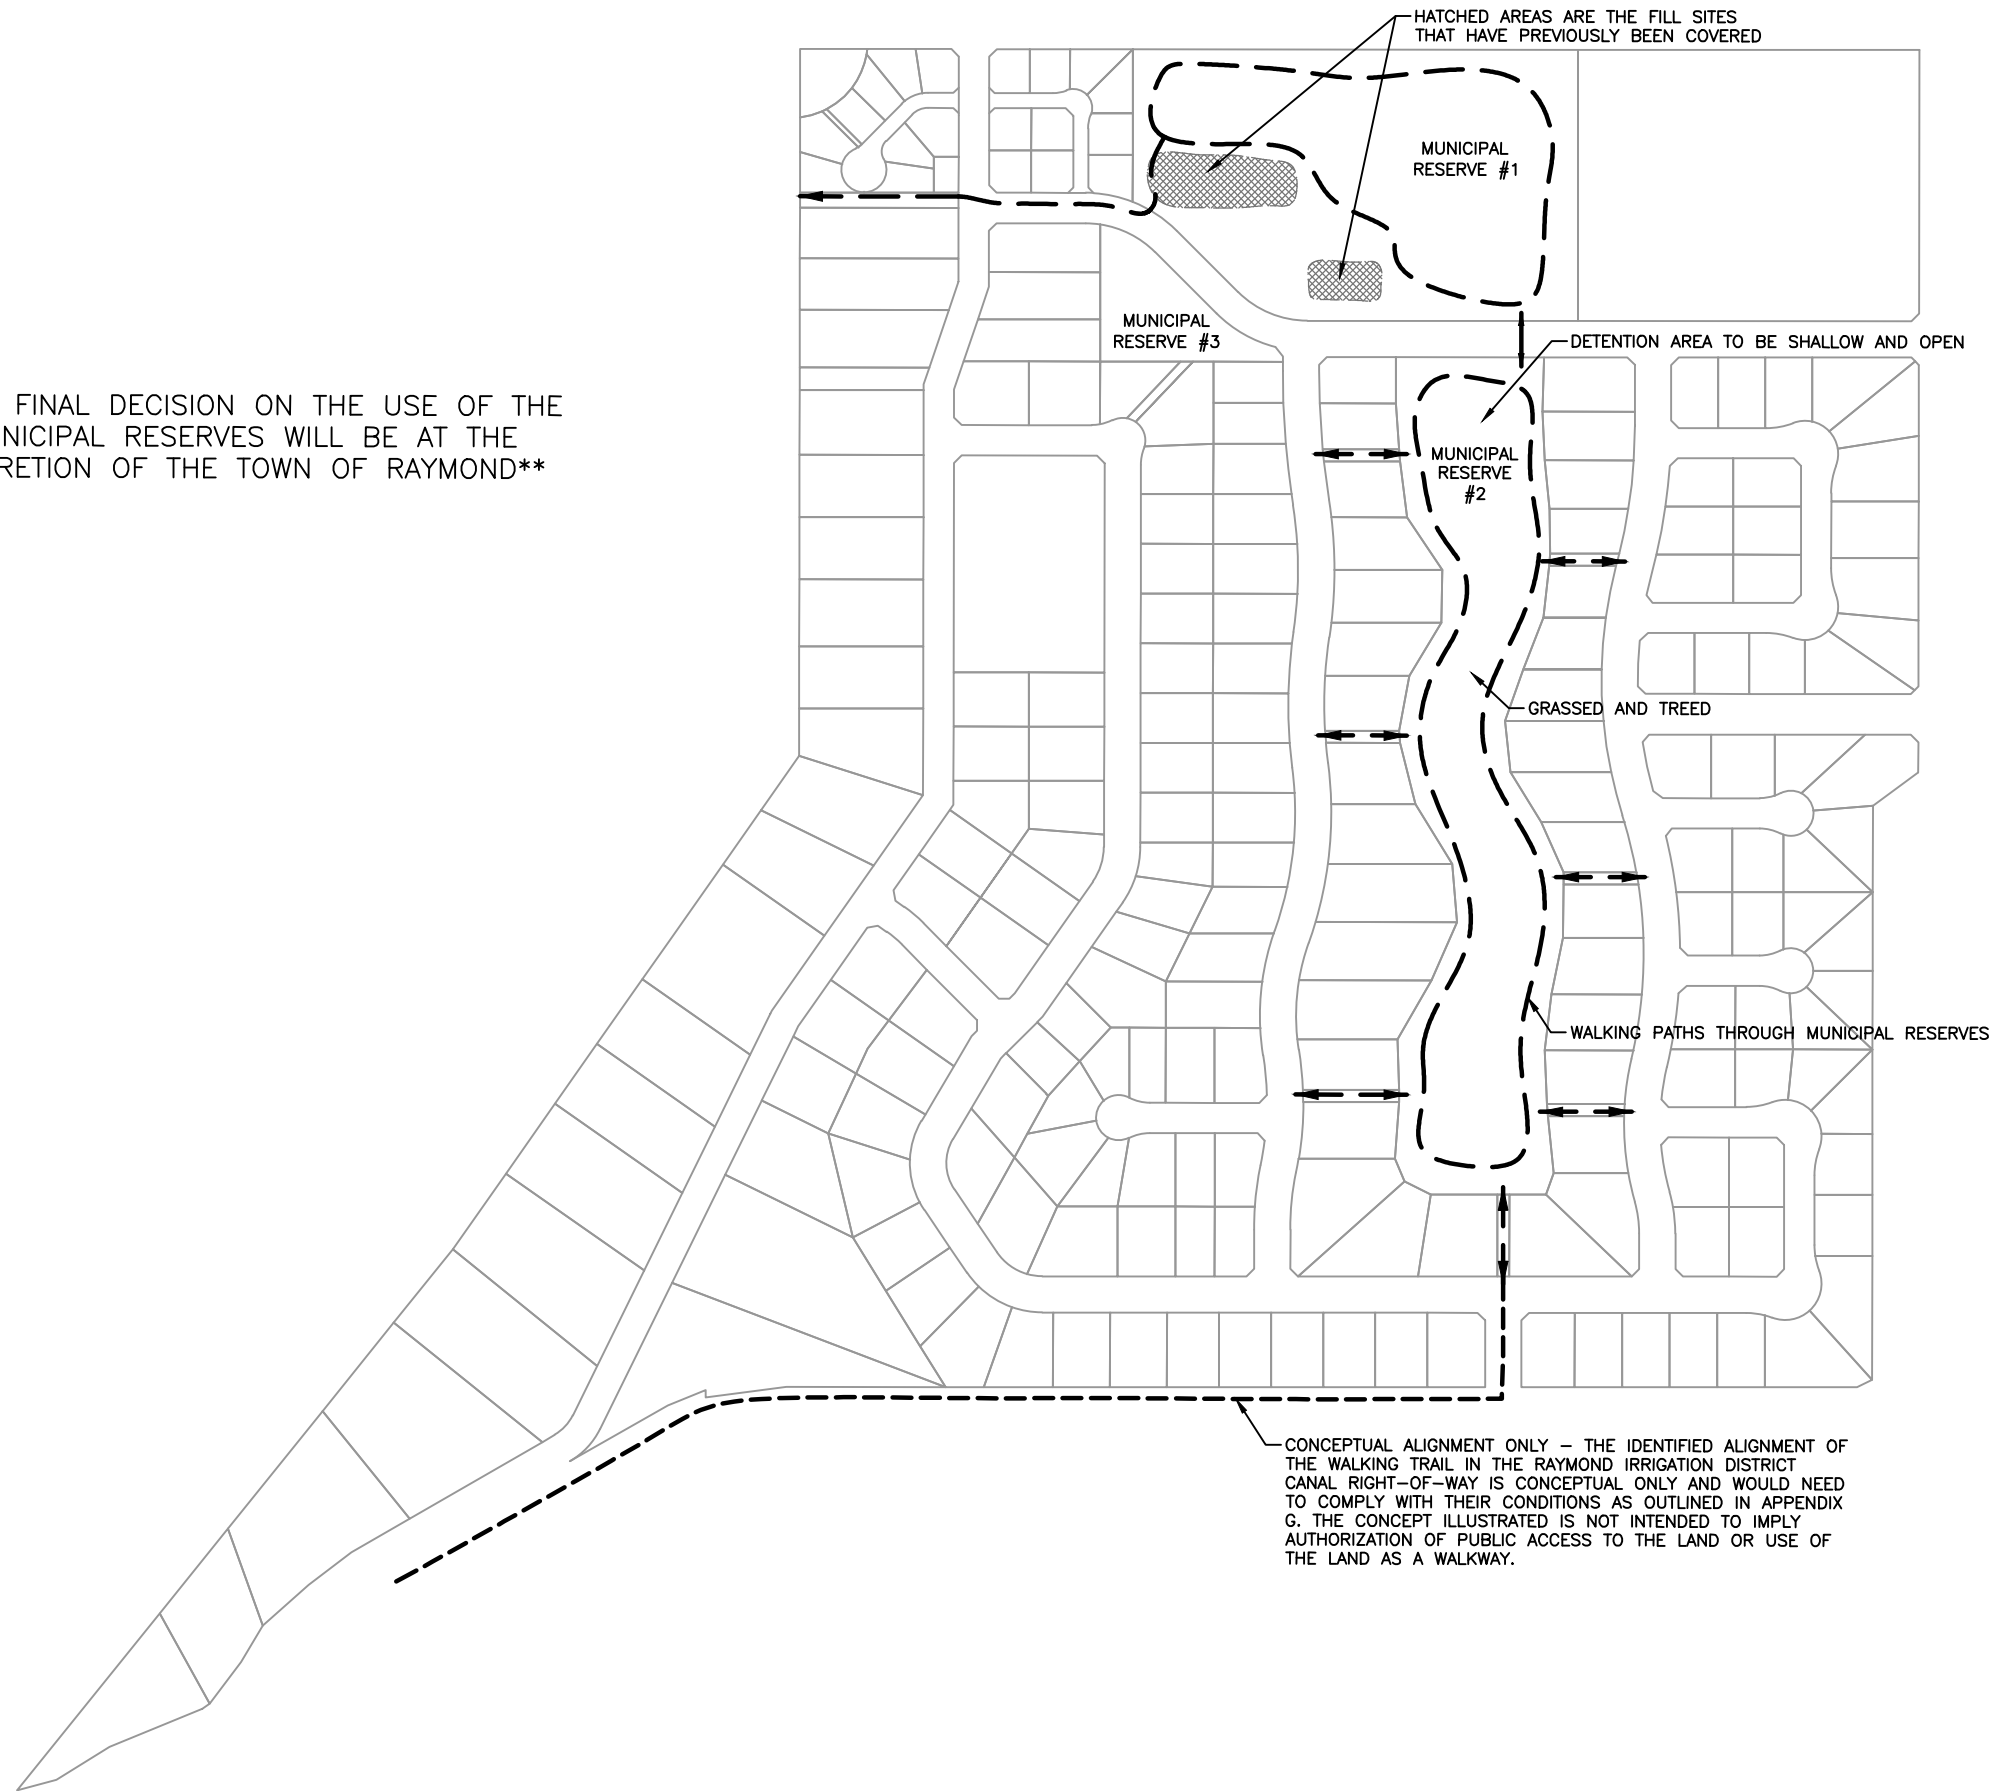 HATCHED AREAS ARE THE FILL SITES
THAT HAVE PREVIOUSLY BEEN COVERED
MUNICIPAL
RESERVE #1
MUNICIPAL
RESERVE #3
DETENTION AREA TO BE SHALLOW AND OPEN
FINAL DECISION ON THE USE OF THE
NICIPAL RESERVES WILL BE AT THE
RETION OF THE TOWN OF RAYMOND**
MUNICIPAL
RESERVE
#2
GRASSED AND TREED
WALKING PATHS THROUGH MUNICIPAL RESERVES
CONCEPTUAL ALIGNMENT ONLY – THE IDENTIFIED ALIGNMENT OF
THE WALKING TRAIL IN THE RAYMOND IRRIGATION DISTRICT
CANAL RIGHT–OF–WAY IS CONCEPTUAL ONLY AND WOULD NEED
TO COMPLY WITH THEIR CONDITIONS AS OUTLINED IN APPENDIX
G. THE CONCEPT ILLUSTRATED IS NOT INTENDED TO IMPLY
AUTHORIZATION OF PUBLIC ACCESS TO THE LAND OR USE OF
THE LAND AS A WALKWAY.